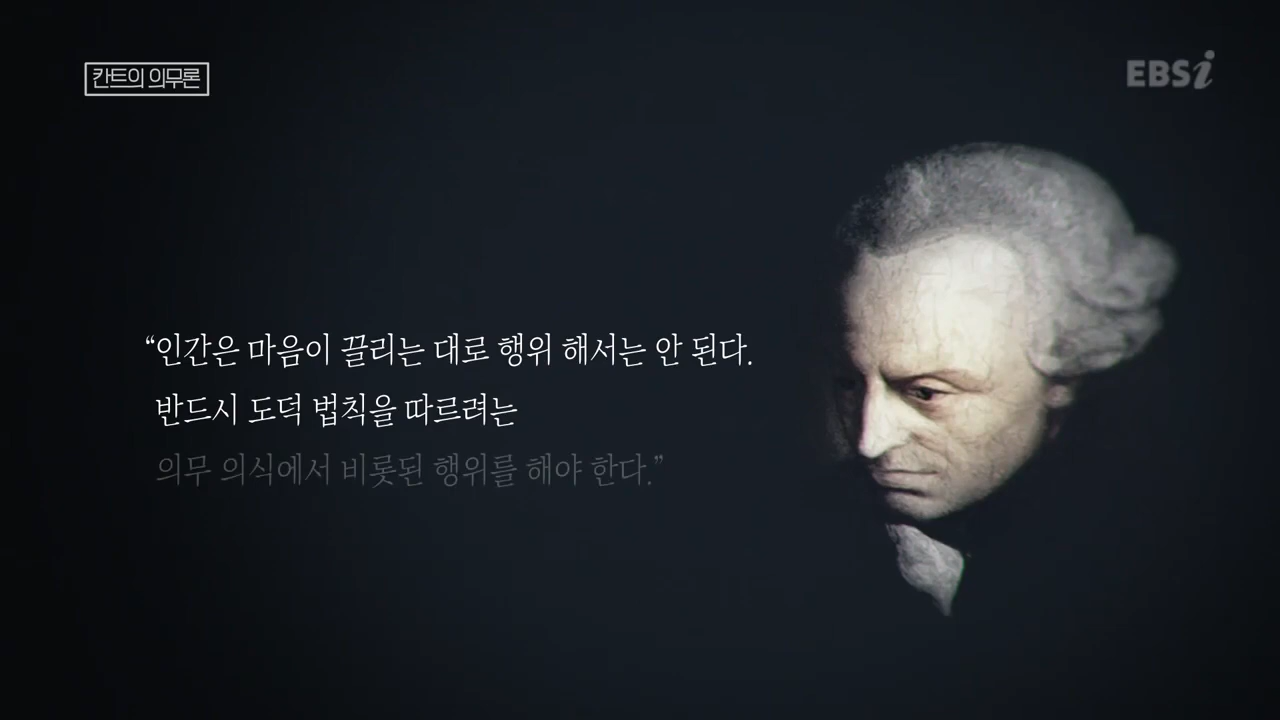 칸트의 의무론
EBSi
“인간은 마음이 끌리는 대로 행위 해서는 안 된다.
반드시 도덕 법칙을 따르려는
의무 의식에서 비롯된 행위를 해야 한다.”